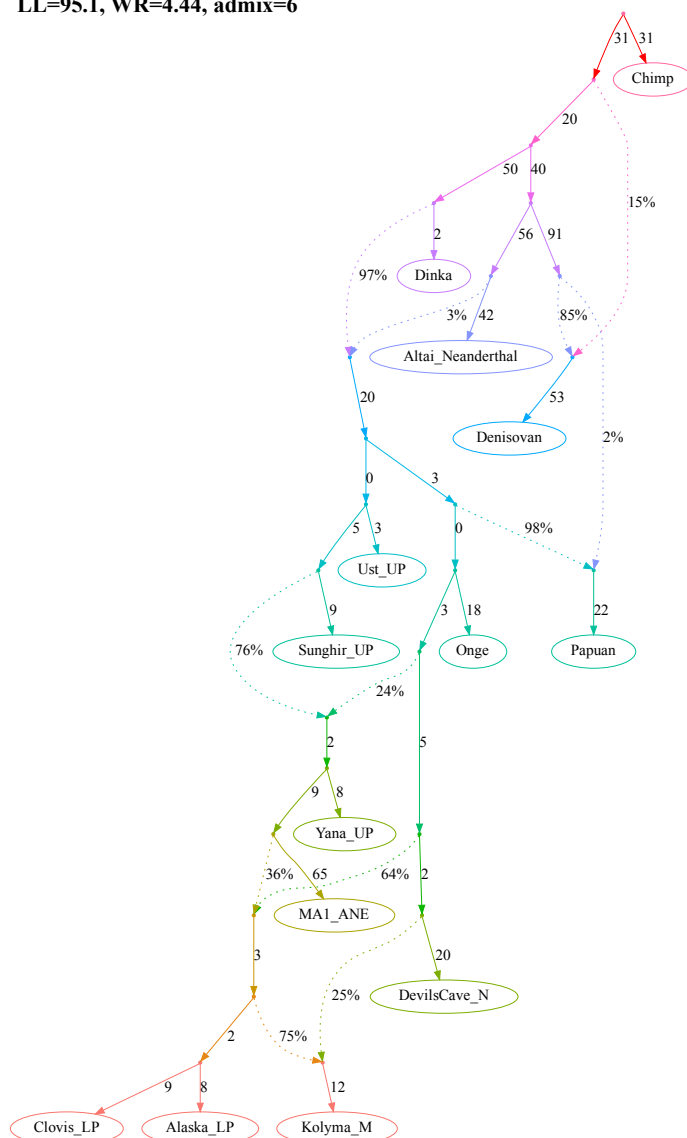 LL=95.1, WR=4.44, admix=6
31 31
Chimp
20
50 40
15%
56 91
2
Dinka
97%
3% 42 85%
Altai_Neanderthal
20
53
Denisovan
2%
0 3
5 3 0 98%
Ust_UP
9 3 18 22
76% Sunghir_UP Onge Papuan
24%
2 5
9 8
Yana_UP
36% 65 64% 2
MA1_ANE
3 20
25% DevilsCave_N
2 75%
9 8 12
Clovis_LP Alaska_LP Kolyma_M